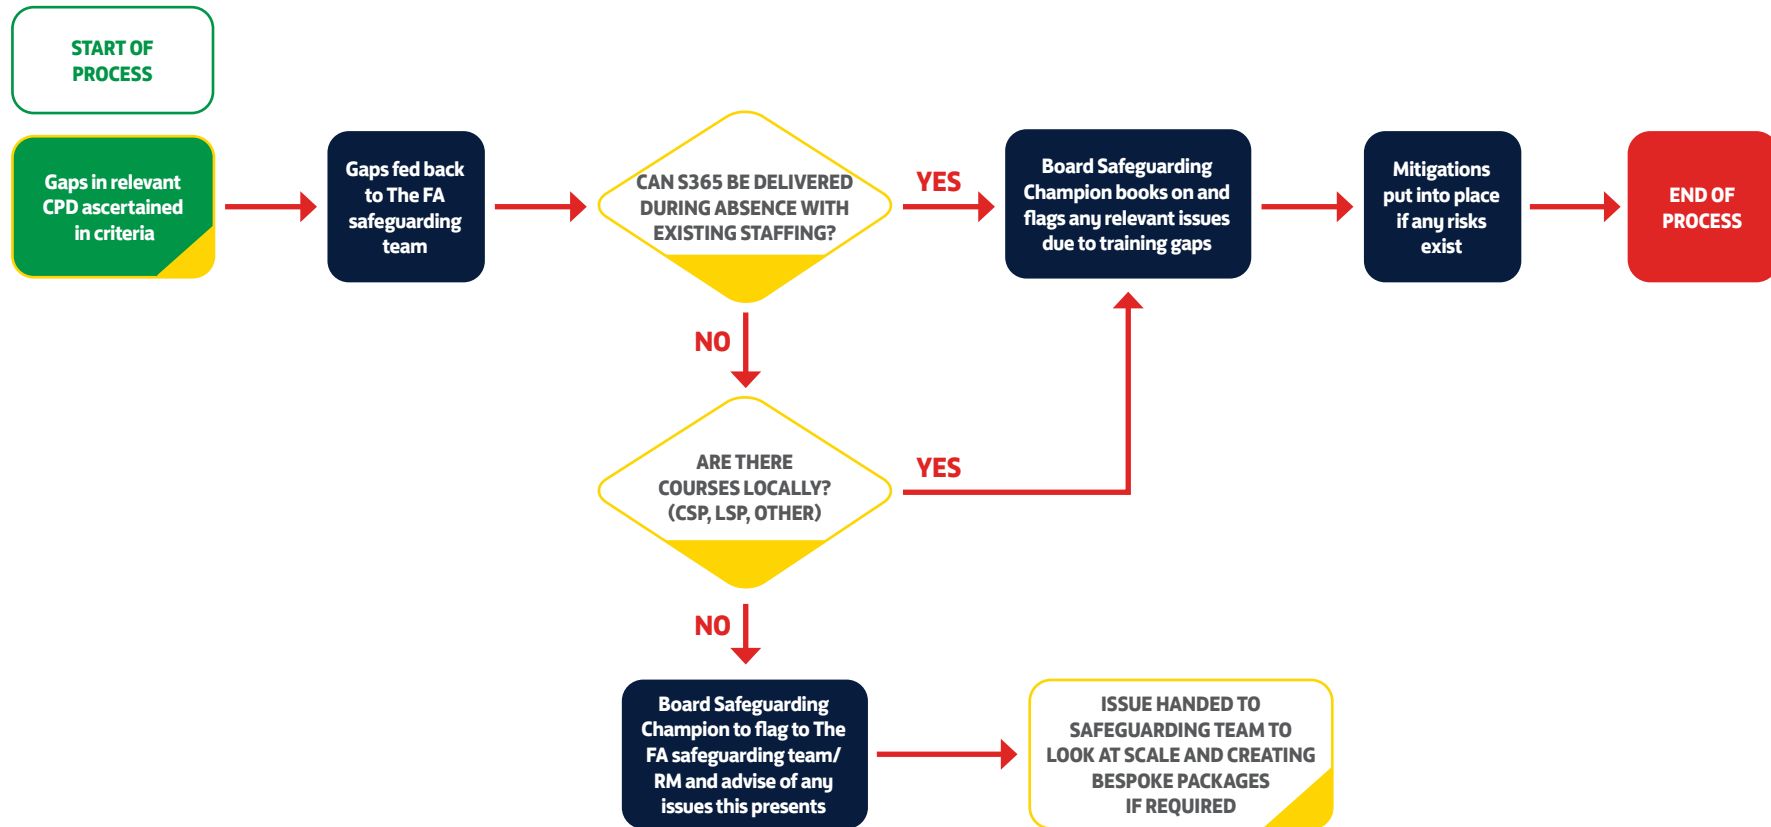 START OF
PROCESS
Gaps in relevant
CPD ascertained
in criteria
Gaps fed back
to The FA
safeguarding
team
CAN S365 BE DELIVERED
DURING ABSENCE WITH
EXISTING STAFFING?
YES
Board Safeguarding
Champion books on and
flags any relevant issues
due to training gaps
Mitigations
put into place
if any risks
exist
END OF
PROCESS
NO
ARE THERE
COURSES LOCALLY?
(CSP, LSP, OTHER)
YES
NO
Board Safeguarding
Champion to flag to The
FA safeguarding team/
RM and advise of any
issues this presents
ISSUE HANDED TO
SAFEGUARDING TEAM TO
LOOK AT SCALE AND CREATING
BESPOKE PACKAGES
IF REQUIRED